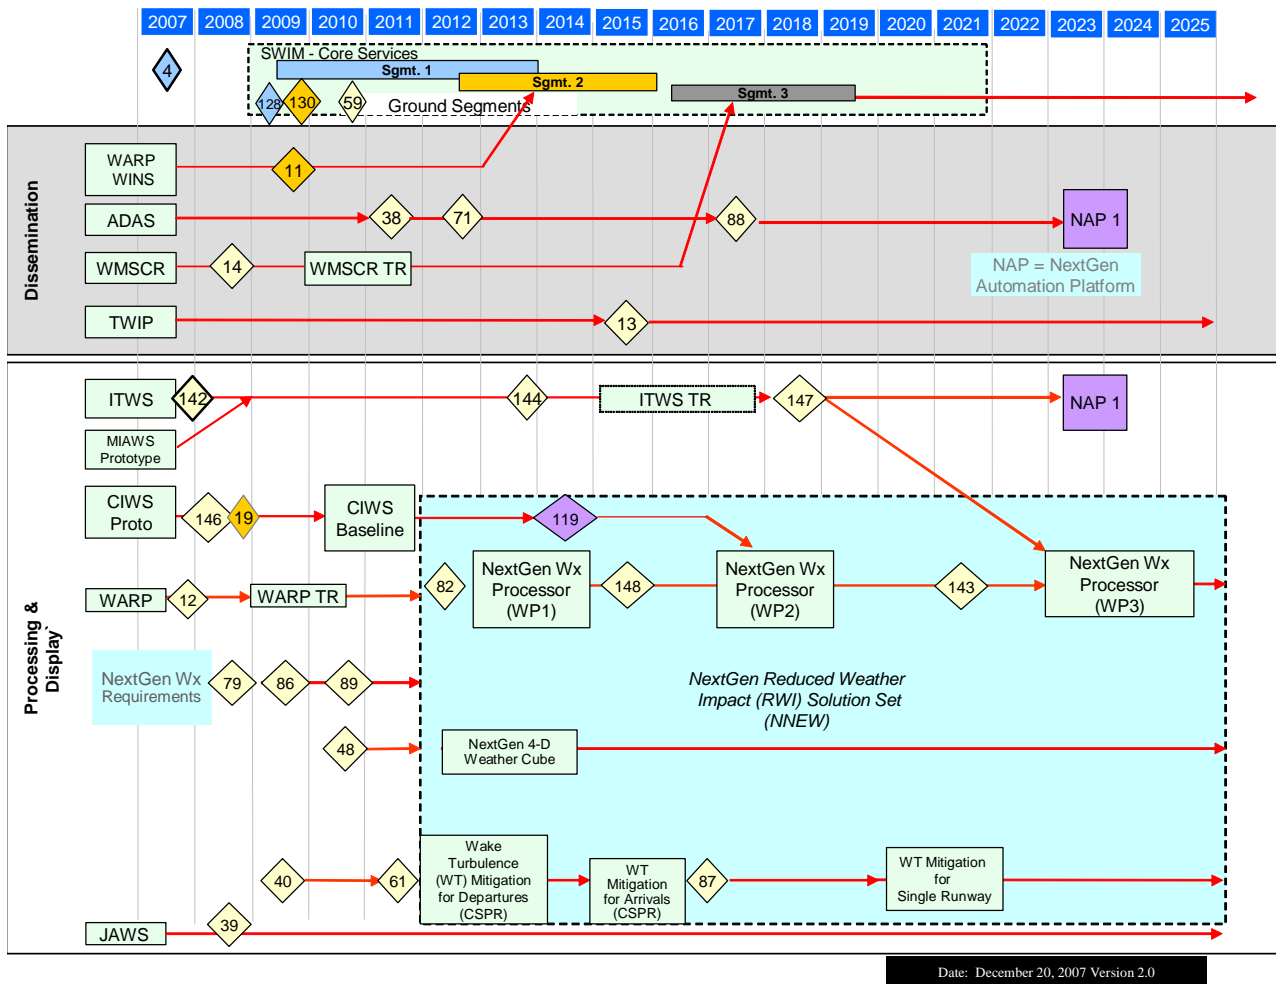 2007 2008 2009 2010 2011 2012 2013 2014 2015 2016 2017 2018 2019 2020 2021 2022 2023 2024 2025
SWIM - Core Services
Sgmt. 1
Sgmt. 2
Sgmt. 3
4
128
130
59
Ground Segments
Dissemination
WARP
WINS
11
ADAS
38
71
88
NAP 1
WMSCR
14
WMSCR TR
NAP = NextGen
Automation Platform
TWIP
13
Processing &
Display`
ITWS
142
144
ITWS TR
147
NAP 1
MIAWS
Prototype
CIWS
Proto
146
19
CIWS
Baseline
119
WARP
12
WARP TR
82
NextGen Wx
Processor
(WP1)
148
NextGen Wx
Processor
(WP2)
143
NextGen Wx
Processor
(WP3)
NextGen Wx
Requirements
79
86
89
NextGen Reduced Weather
Impact (RWI) Solution Set
(NNEW)
48
NextGen 4-D
Weather Cube
40
61
Wake
Turbulence
(WT) Mitigation
for Departures
(CSPR)
WT
Mitigation
for Arrivals
(CSPR)
87
WT Mitigation
for
Single Runway
JAWS
39
Date: December 20, 2007 Version 2.0